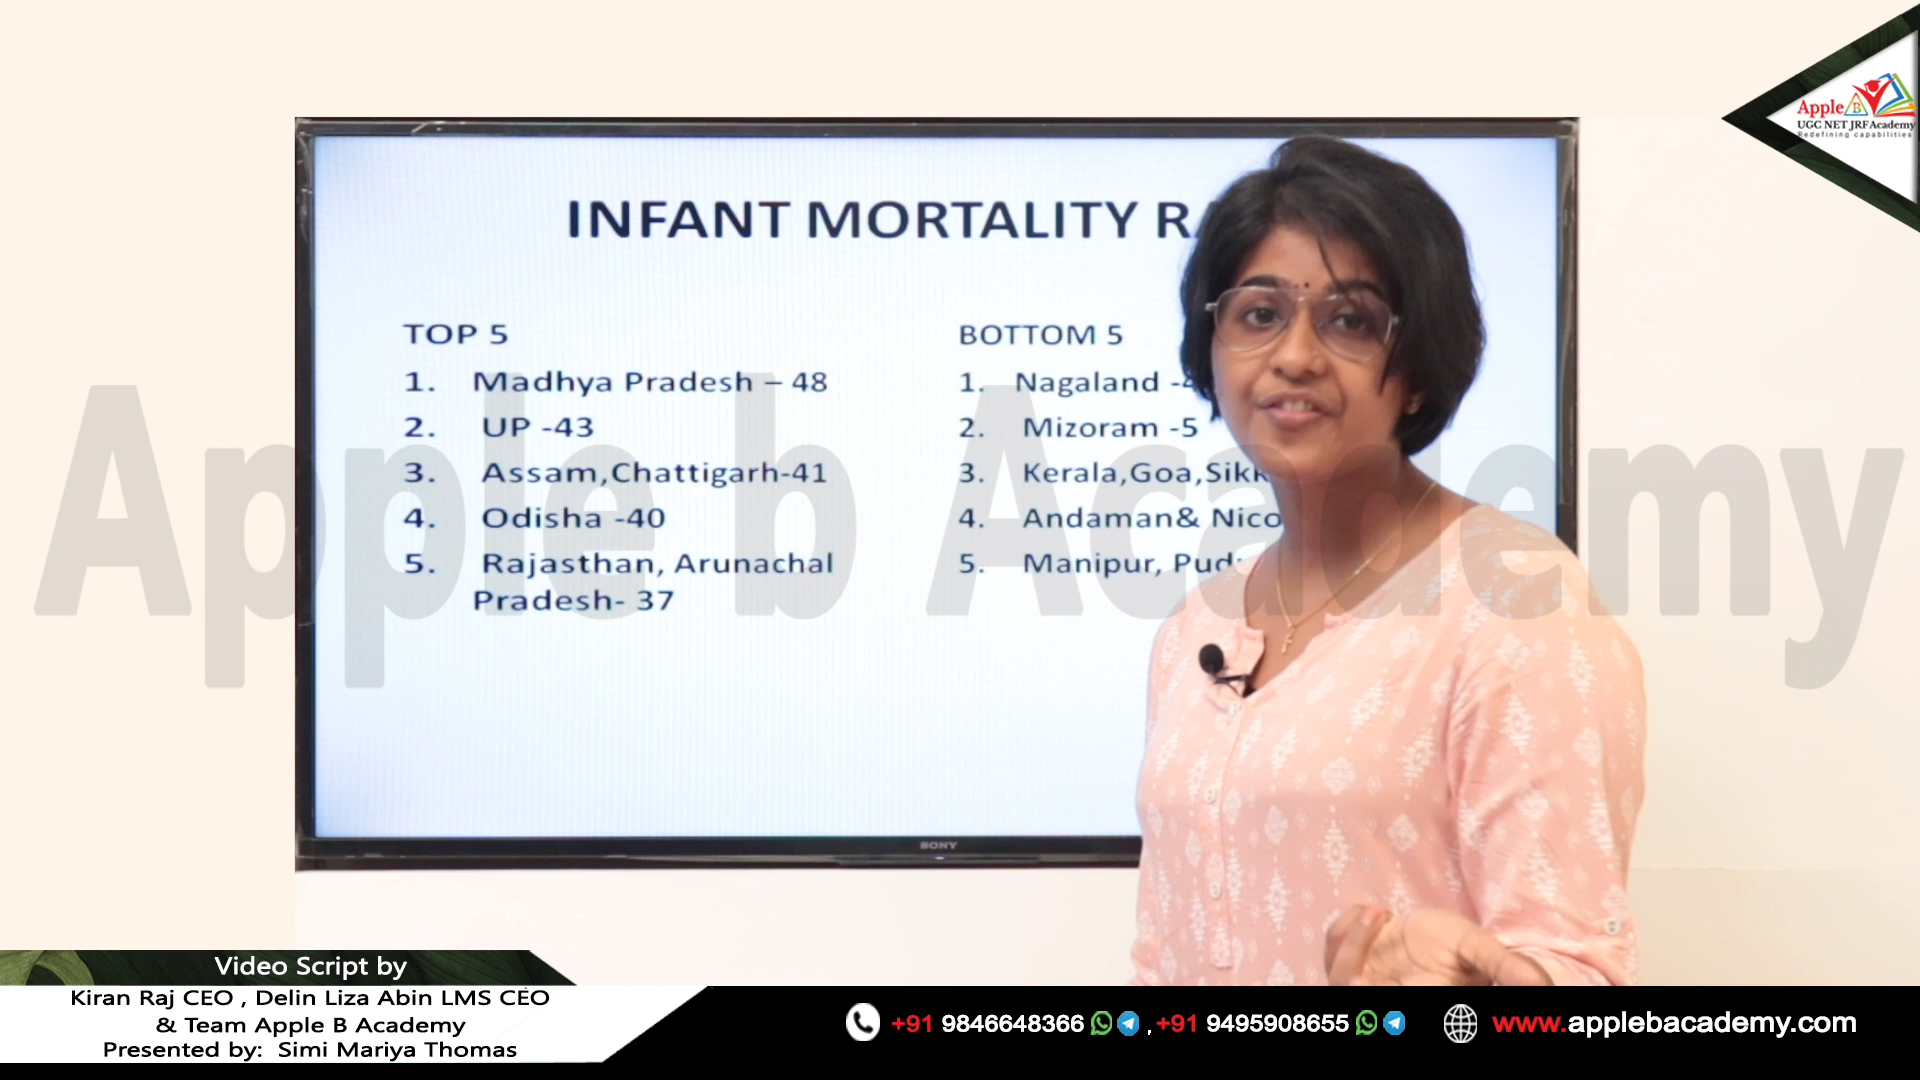 Apple B
UGC NET JRF Academy
Redefining capabilities
INFANT MORTALITY
TOP 5
1. Madhya Pradesh – 48
2. UP -43
3. Assam,Chattigarh-41
4. Odisha -40
5. Rajasthan, Arunachal
Pradesh- 37
BOTTOM 5
1. Nagaland -4
2. Mizoram -5
3. Kerala,Goa,
4. Andaman&
5. Manipur,
Apple b Academy
SONY
Video Script by
Kiran Raj CEO , Delin Liza Abin LMS CEO
& Team Apple B Academy
Presented by: Simi Mariya Thomas
+91 9846648366 , +91 9495908655
www.applebacademy.com